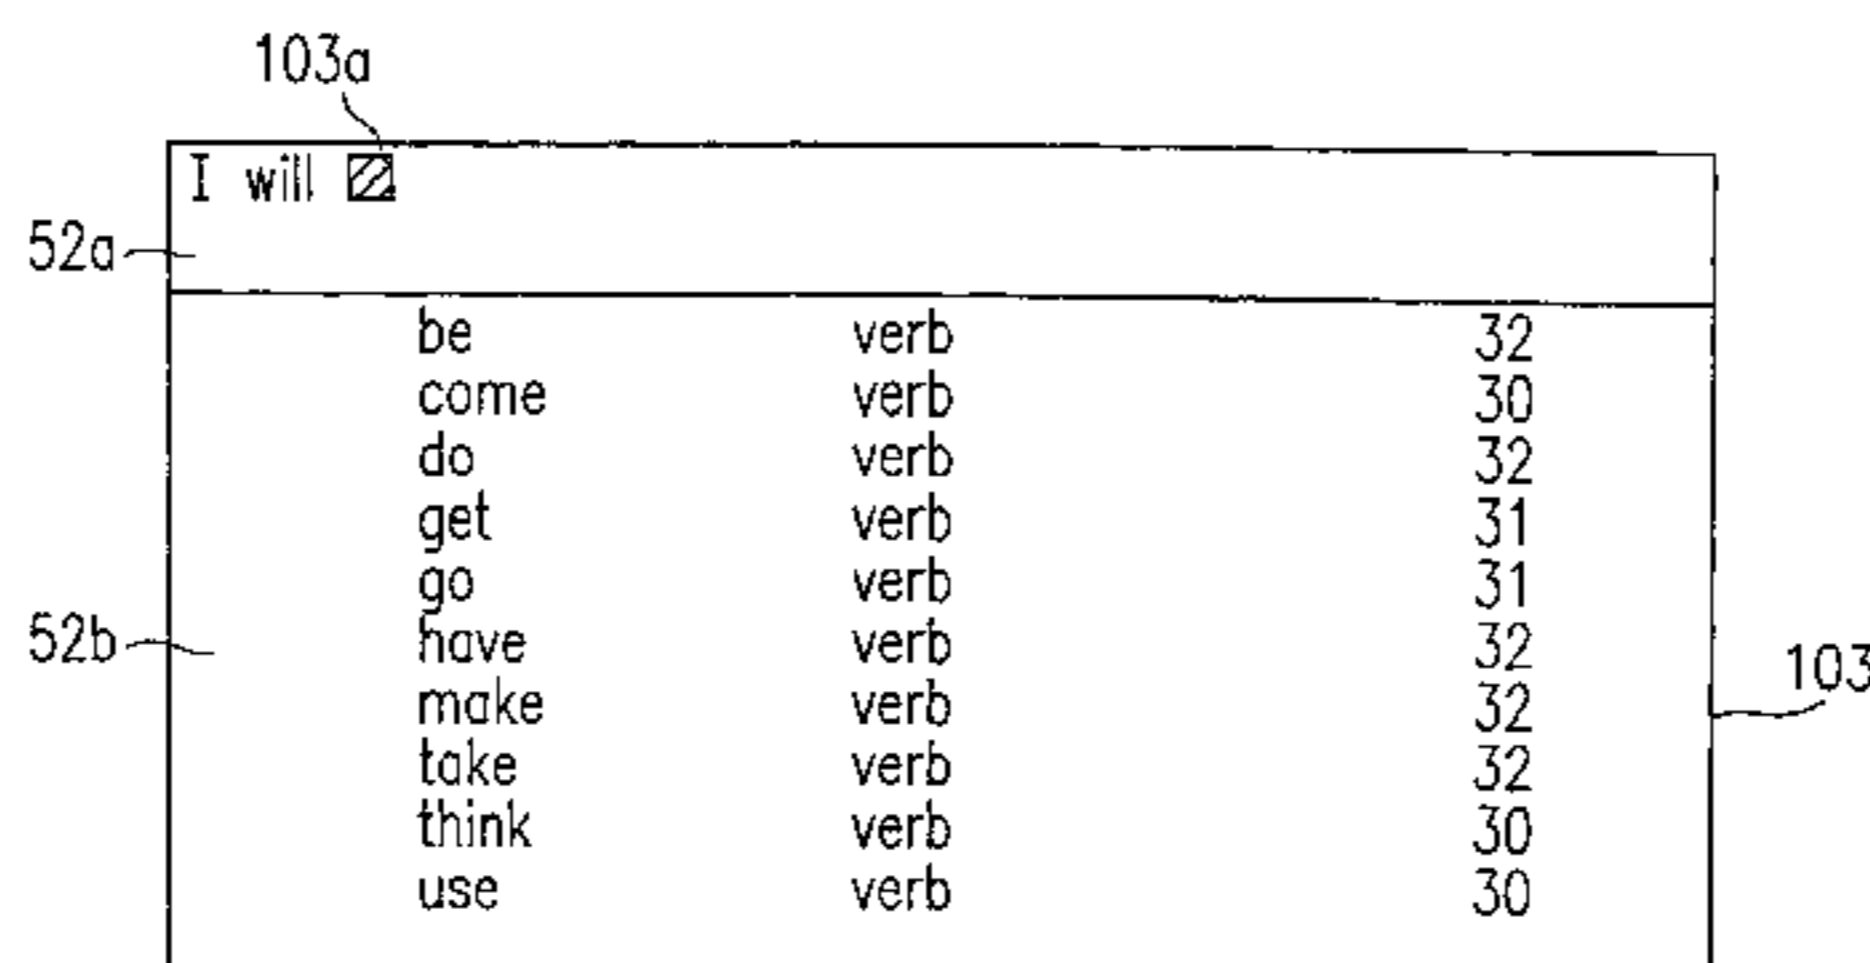 103a
I will
52a
be verb 32
come verb 30
do verb 32
get verb 31
go verb 31
52b
have verb 32
103
make verb 32
take verb 32
think verb 30
use verb 30